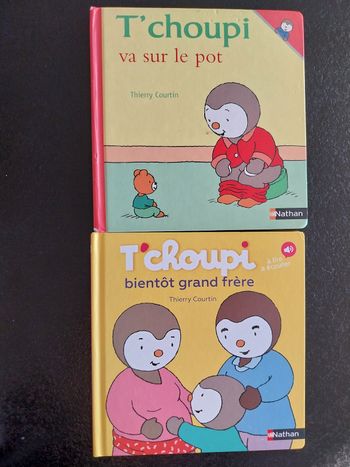 T'choupi
va sur le pot
Thierry Courtin
Nathan
T'choupi
à lire
à écouter
bientôt grand frère
Thierry Courtin
Nathan